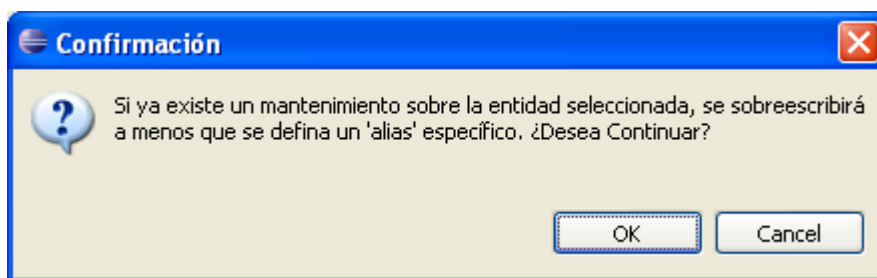 Confirmación
Si ya existe un mantenimiento sobre la entidad seleccionada, se sobreescribirá
a menos que se defina un 'alias' específico. ¿Desea Continuar?
OK
Cancel